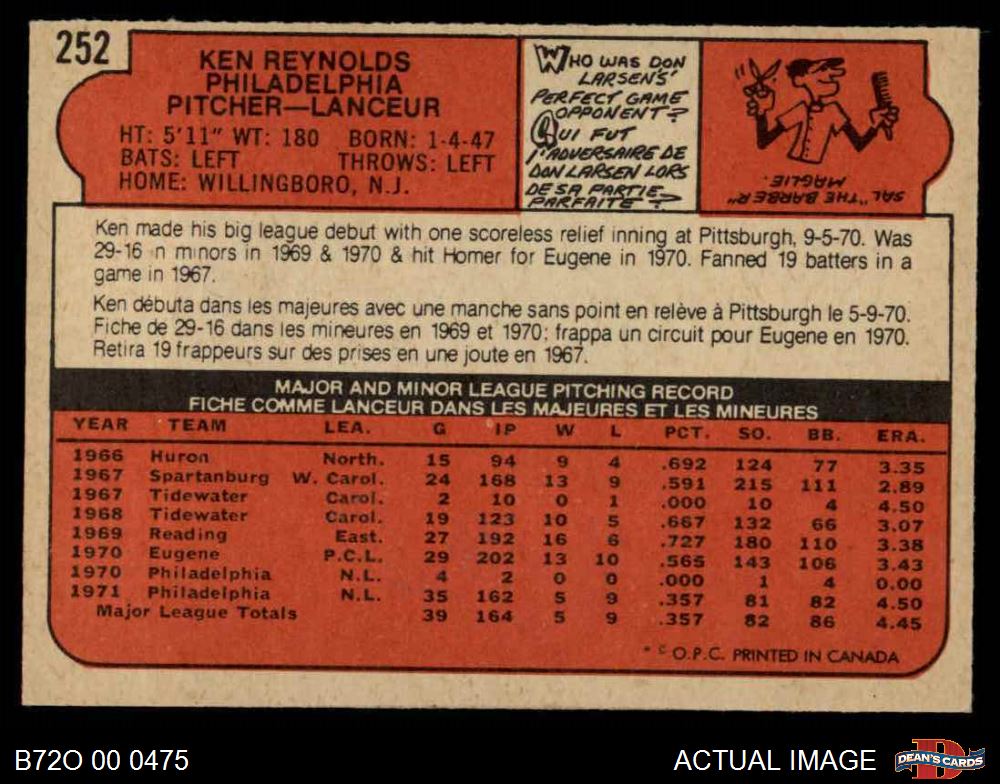 252
KEN REYNOLDS
PHILADELPHIA
PITCHER—LANCEUR
HT: 5'11" WT: 180 BORN: 1-4-47
BATS: LEFT THROWS: LEFT
HOME: WILLINGBORO, N.J.
WHO WAS DON
LARSENS'
PERFECT GAME
OPPONENT?
QUI FUT
l'ADVERSAIRE DE
DON LARSEN LORS
DE SA PARTIE
PARFAITE?
SAL "THE BARBER"
MAGLIE.
Ken made his big league debut with one scoreless relief inning at Pittsburgh, 9-5-70. Was
29-16 n minors in 1969 & 1970 & hit Homer for Eugene in 1970. Fanned 19 batters in a
game in 1967.
Ken débuta dans les majeures avec une manche sans point en relève à Pittsburgh le 5-9-70.
Fiche de 29-16 dans les mineures en 1969 et 1970; frappa un circuit pour Eugene en 1970.
Retira 19 frappeurs sur des prises en une joute en 1967.
MAJOR AND MINOR LEAGUE PITCHING RECORD
FICHE COMME LANCEUR DANS LES MAJEURES ET LES MINEURES
YEAR TEAM LEA. G IP W L PCT. SO. BB. ERA.
1966 Huron North. 15 94 9 4 .692 124 77 3.35
1967 Spartanburg W. Carol. 24 168 13 9 .591 215 111 2.89
1967 Tidewater Carol. 2 10 0 1 .000 10 4 4.50
1968 Tidewater Carol. 19 123 10 5 .667 132 66 3.07
1969 Reading East. 27 192 16 6 .727 180 110 3.38
1970 Eugene P.C.L. 29 202 13 10 .565 143 106 3.43
1970 Philadelphia N.L. 4 2 0 0 .000 1 4 0.00
1971 Philadelphia N.L. 35 162 5 9 .357 81 82 4.50
Major League Totals 39 164 5 9 .357 82 86 4.45
* © O.P.C. PRINTED IN CANADA
B72O 00 0475
ACTUAL IMAGE
DEAN'S CARDS